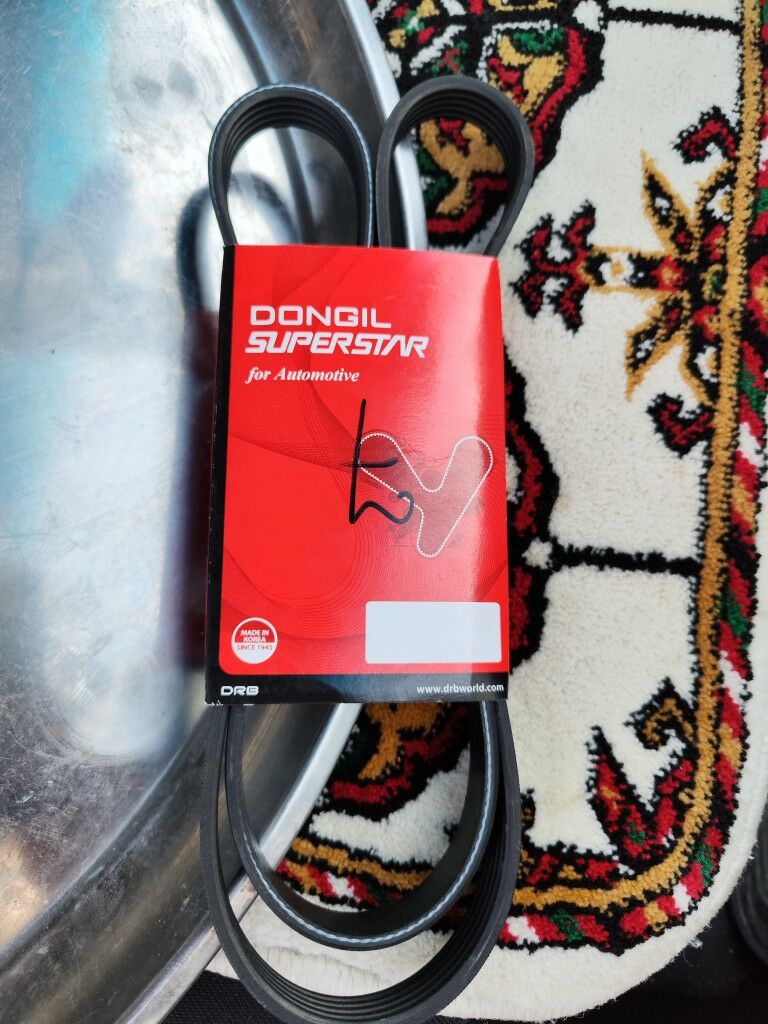 DONGIL
SUPERSTAR
for Automotive
MADE IN
KOREA
SINCE 1945
DRB
www.drbworld.com